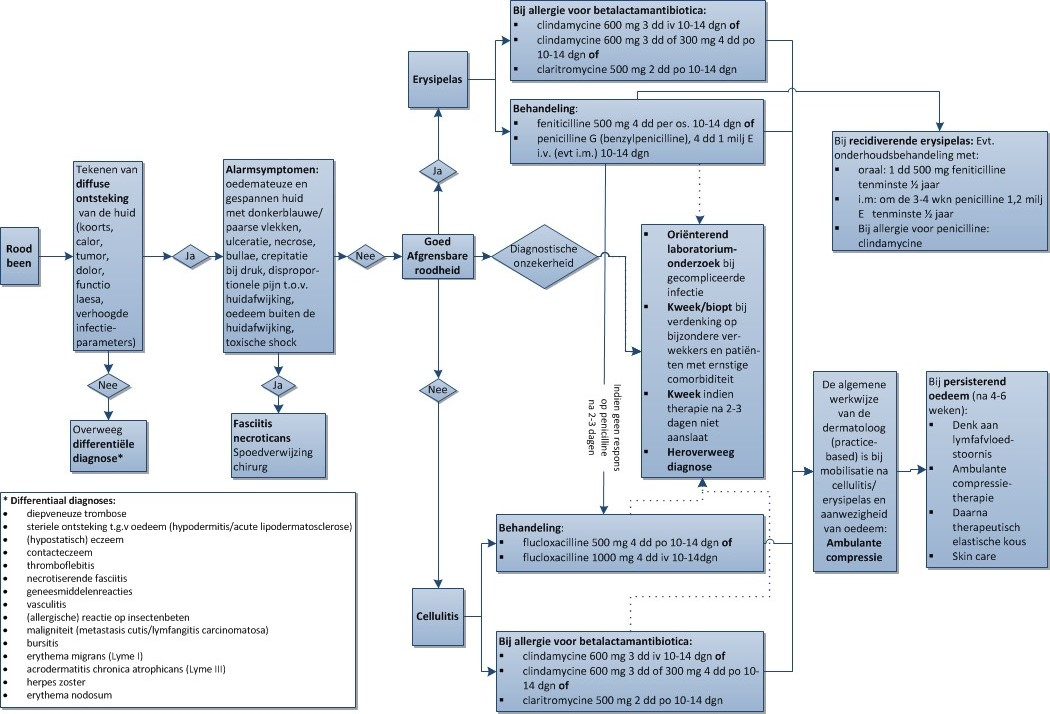 Rood
been
Tekenen van
diffuse
ontsteking
van de huid
(koorts,
calor,
tumor,
dolor,
functio
laesa,
verhoogde
infectie-
parameters)
Nee
Overweeg
differentiële
diagnose*
Ja
Alarmsymptomen:
oedemateuze en
gespannen huid
met donkerblauwe/
paarse vlekken,
ulceratie, necrose,
bullae, crepitatie
bij druk, dispropor-
tionele pijn t.o.v.
huidafwijking,
oedeem buiten de
huidafwijking,
toxische shock
Ja
Fasciitis
necroticans
Spoedverwijzing
chirurg
Nee
Goed
Afgrensbare
roodheid
Ja
Erysipelas
Bij allergie voor betalactamantibiotica:
▪ clindamycine 600 mg 3 dd iv 10-14 dgn of
▪ clindamycine 600 mg 3 dd of 300 mg 4 dd po
10-14 dgn of
▪ claritromycine 500 mg 2 dd po 10-14 dgn
Behandeling:
▪ feniticilline 500 mg 4 dd per os. 10-14 dgn of
▪ penicilline G (benzylpenicilline), 4 dd 1 milj E
i.v. (evt i.m.) 10-14 dgn
Bij recidiverende erysipelas: Evt.
onderhoudsbehandeling met:
▪ oraal: 1 dd 500 mg feniticilline
tenminste ½ jaar
▪ i.m: om de 3-4 wkn penicilline 1,2 milj
E tenminste ½ jaar
▪ Bij allergie voor penicilline:
clindamycine
Diagnostische
onzekerheid
▪ Oriënterend
laboratorium-
onderzoek bij
gecompliceerde
infectie
▪ Kweek/biopt bij
verdenking op
bijzondere ver-
wekkers en patiën-
ten met ernstige
comorbiditeit
▪ Kweek indien
therapie na 2-3
dagen niet
aanslaat
▪ Heroverweeg
diagnose
Indien geen respons
op penicilline
na 2-3 dagen
Nee
Cellulitis
Behandeling:
▪ flucloxacilline 500 mg 4 dd po 10-14 dgn of
▪ flucloxacilline 1000 mg 4 dd iv 10-14dgn
Bij allergie voor betalactamantibiotica:
▪ clindamycine 600 mg 3 dd iv 10-14 dgn of
▪ clindamycine 600 mg 3 dd of 300 mg 4 dd po 10-
14 dgn of
▪ claritromycine 500 mg 2 dd po 10-14 dgn
De algemene
werkwijze
van de
dermatoloog
(practice-
based) is bij
mobilisatie na
cellulitis/
erysipelas en
aanwezigheid
van oedeem:
Ambulante
compressie
Bij persisterend
oedeem (na 4-6
weken):
▪ Denk aan
lymfafvloed-
stoornis
▪ Ambulante
compressie-
therapie
▪ Daarna
therapeutisch
elastische kous
▪ Skin care
* Differentiaal diagnoses:
• diepveneuze trombose
• steriele ontsteking t.g.v oedeem (hypodermitis/acute lipodermatosclerose)
• (hypostatisch) eczeem
• contacteczeem
• thromboflebitis
• necrotiserende fasciitis
• geneesmiddelenreacties
• vasculitis
• (allergische) reactie op insectenbeten
• maligniteit (metastasis cutis/lymfangitis carcinomatosa)
• bursitis
• erythema migrans (Lyme I)
• acrodermatitis chronica atrophicans (Lyme III)
• herpes zoster
• erythema nodosum